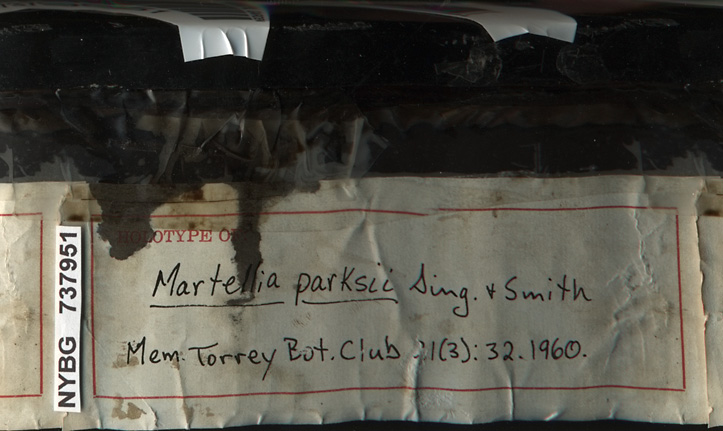 HOLOTYPE OF
Martellia parksii Sing. & Smith
Mem. Torrey Bot. Club 21(3): 32. 1960.
NYBG 737951